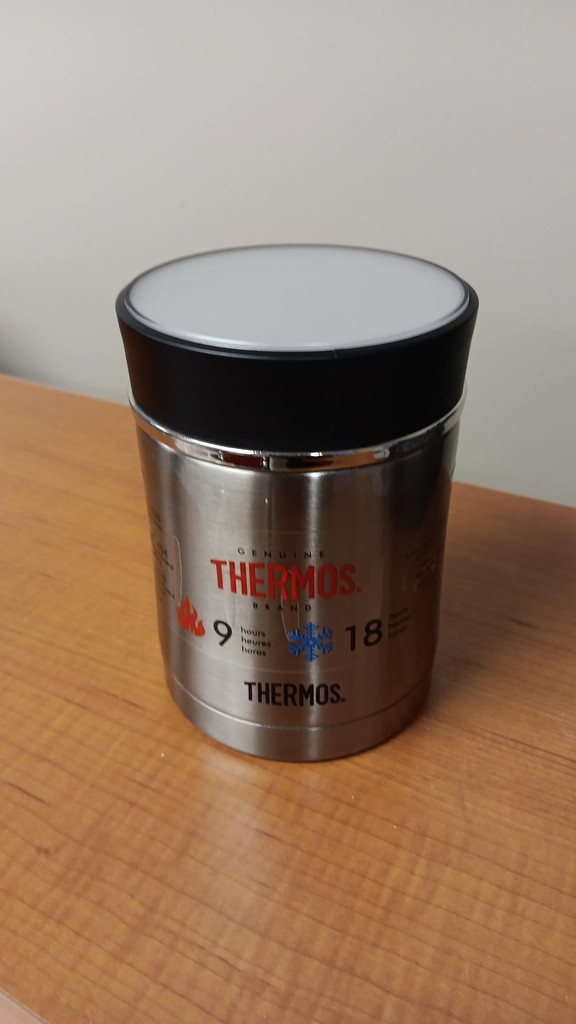 GENUINE
THERMOS.
BRAND
9 hours
heures
horas
18
THERMOS.